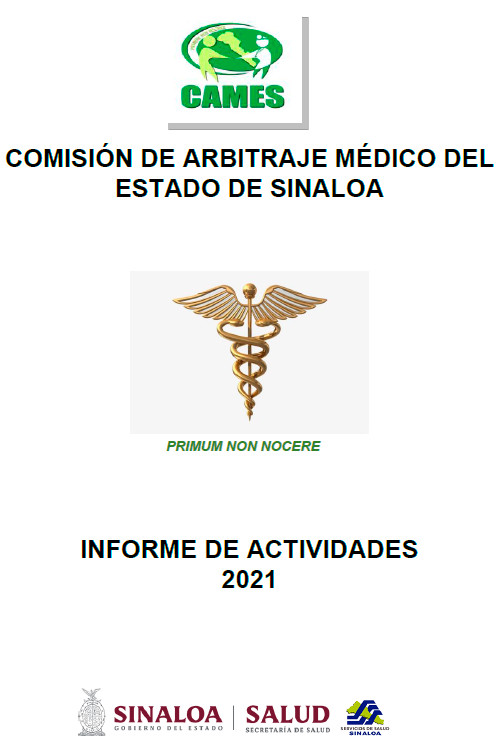 CAMES
COMISIÓN DE ARBITRAJE MÉDICO DEL
ESTADO DE SINALOA
PRIMUM NON NOCERE
INFORME DE ACTIVIDADES
2021
SINALOA
GOBIERNO DEL ESTADO
SALUD
SECRETARÍA DE SALUD
SERVICIOS DE SALUD
SINALOA